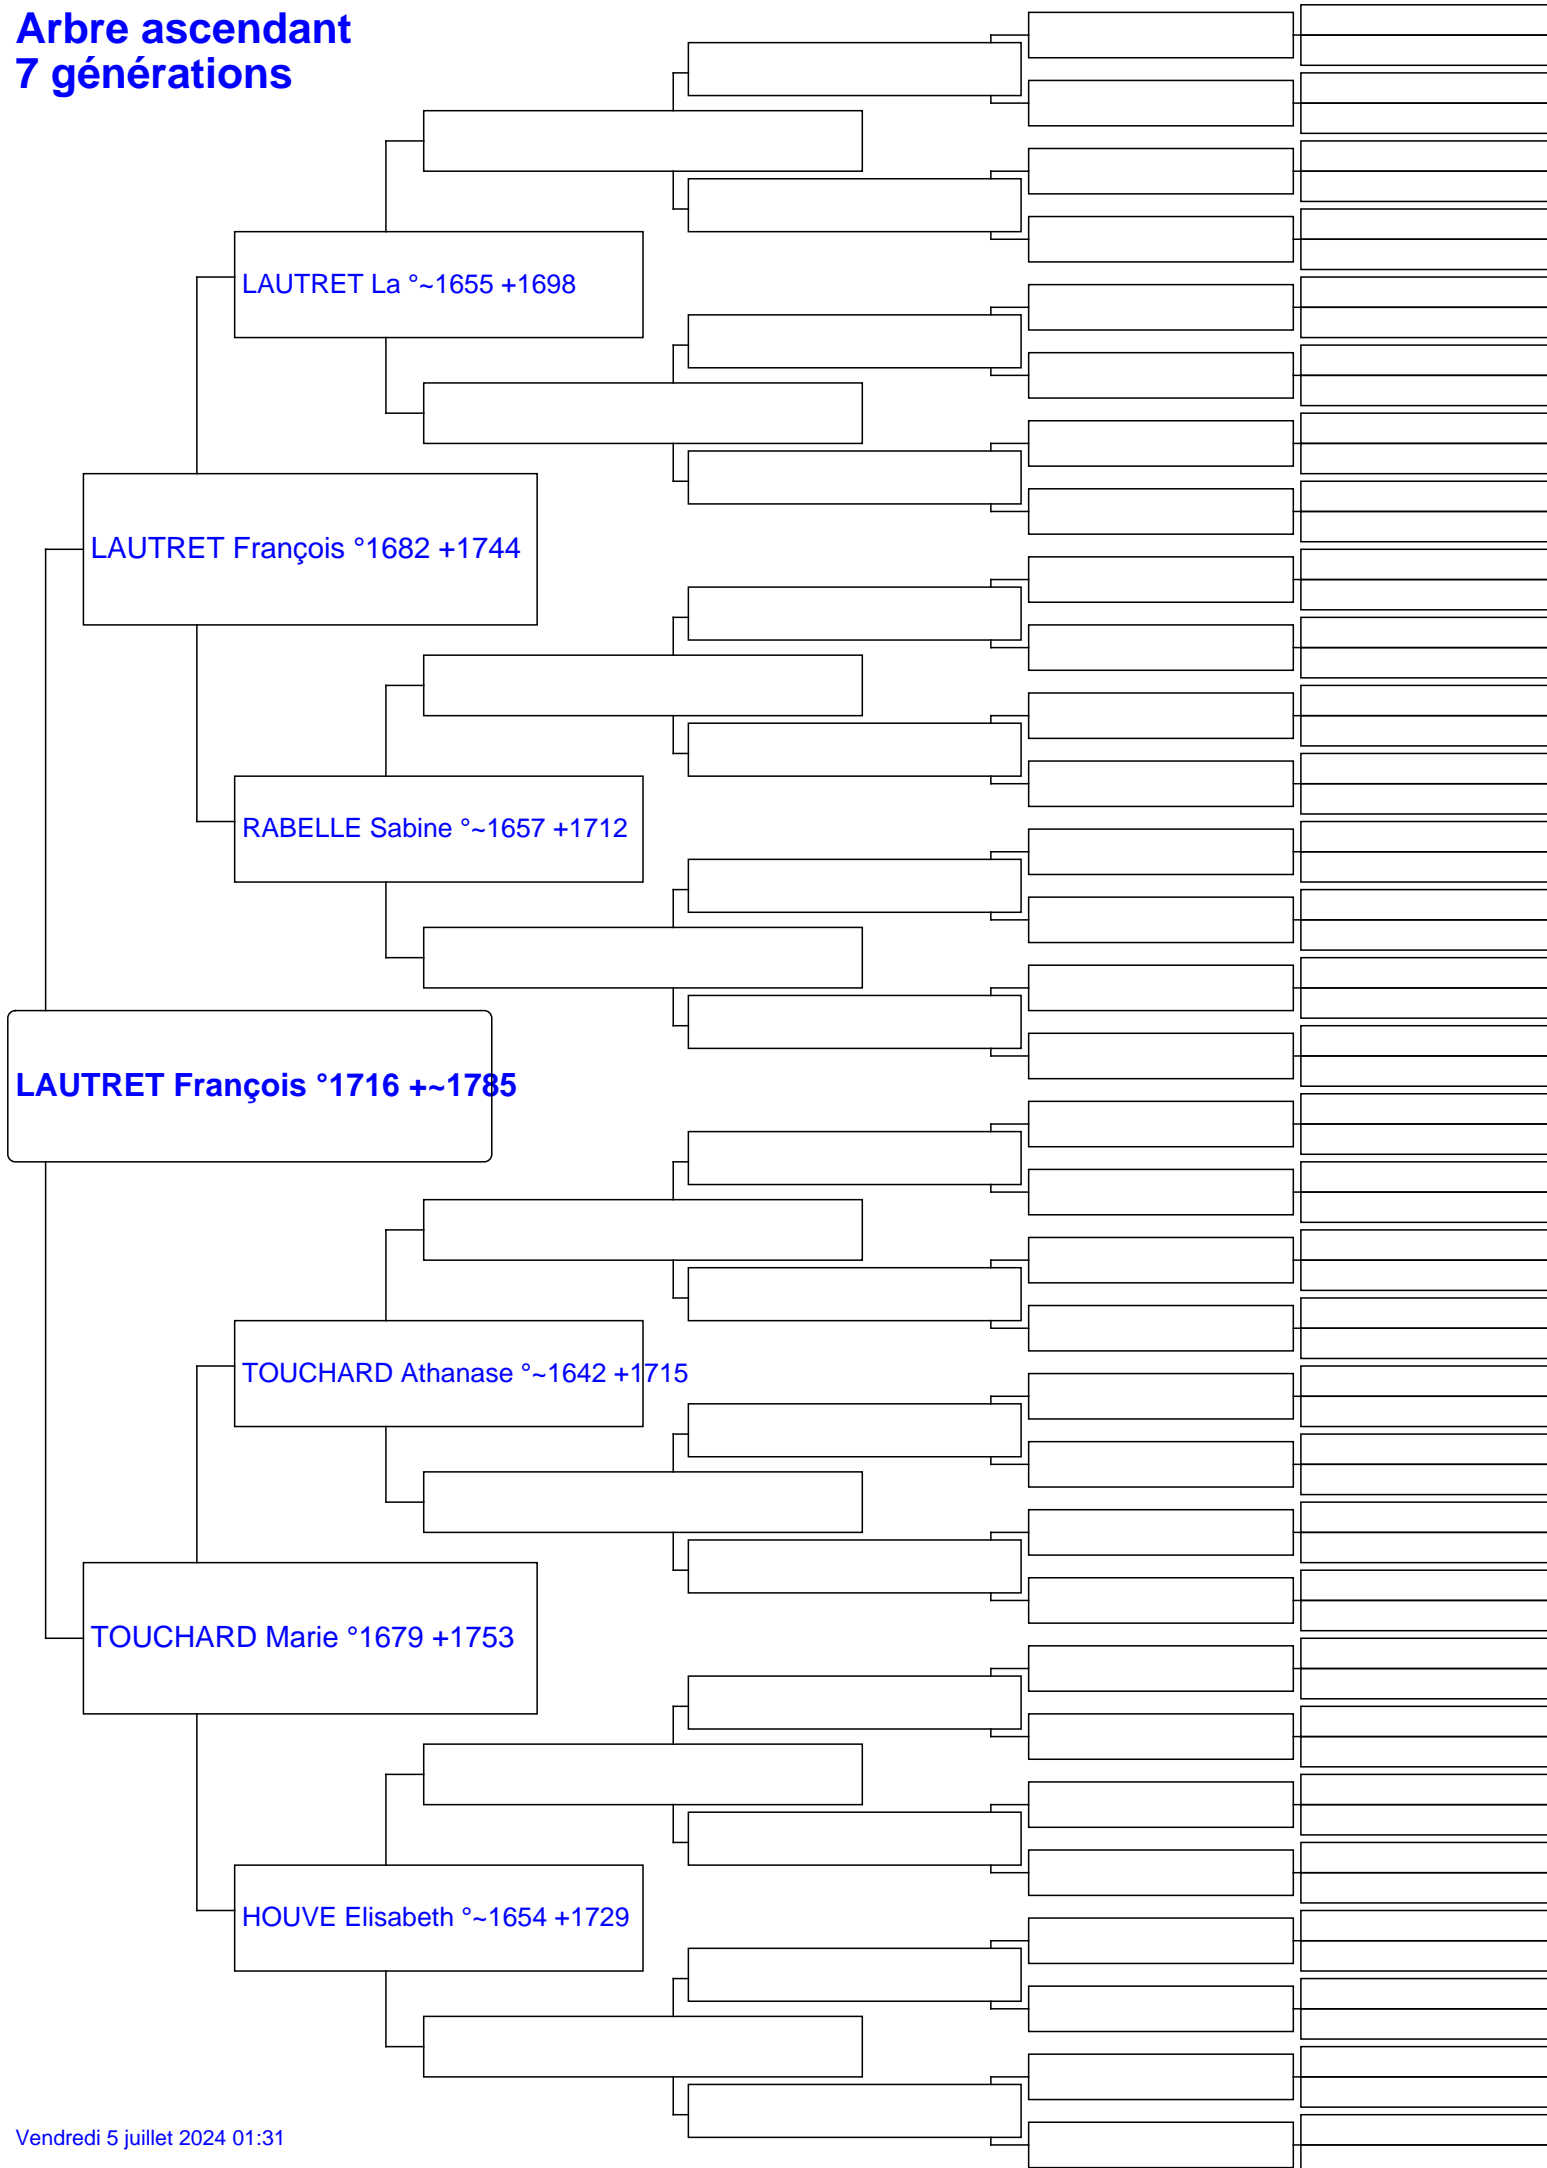 Arbre ascendant
7 générations
LAUTRET La °~1655 +1698
LAUTRET François °1682 +1744
RABELLE Sabine °~1657 +1712
LAUTRET François °1716 +~1785
TOUCHARD Athanase °~1642 +1715
TOUCHARD Marie °1679 +1753
HOUVE Elisabeth °~1654 +1729
Vendredi 5 juillet 2024 01:31